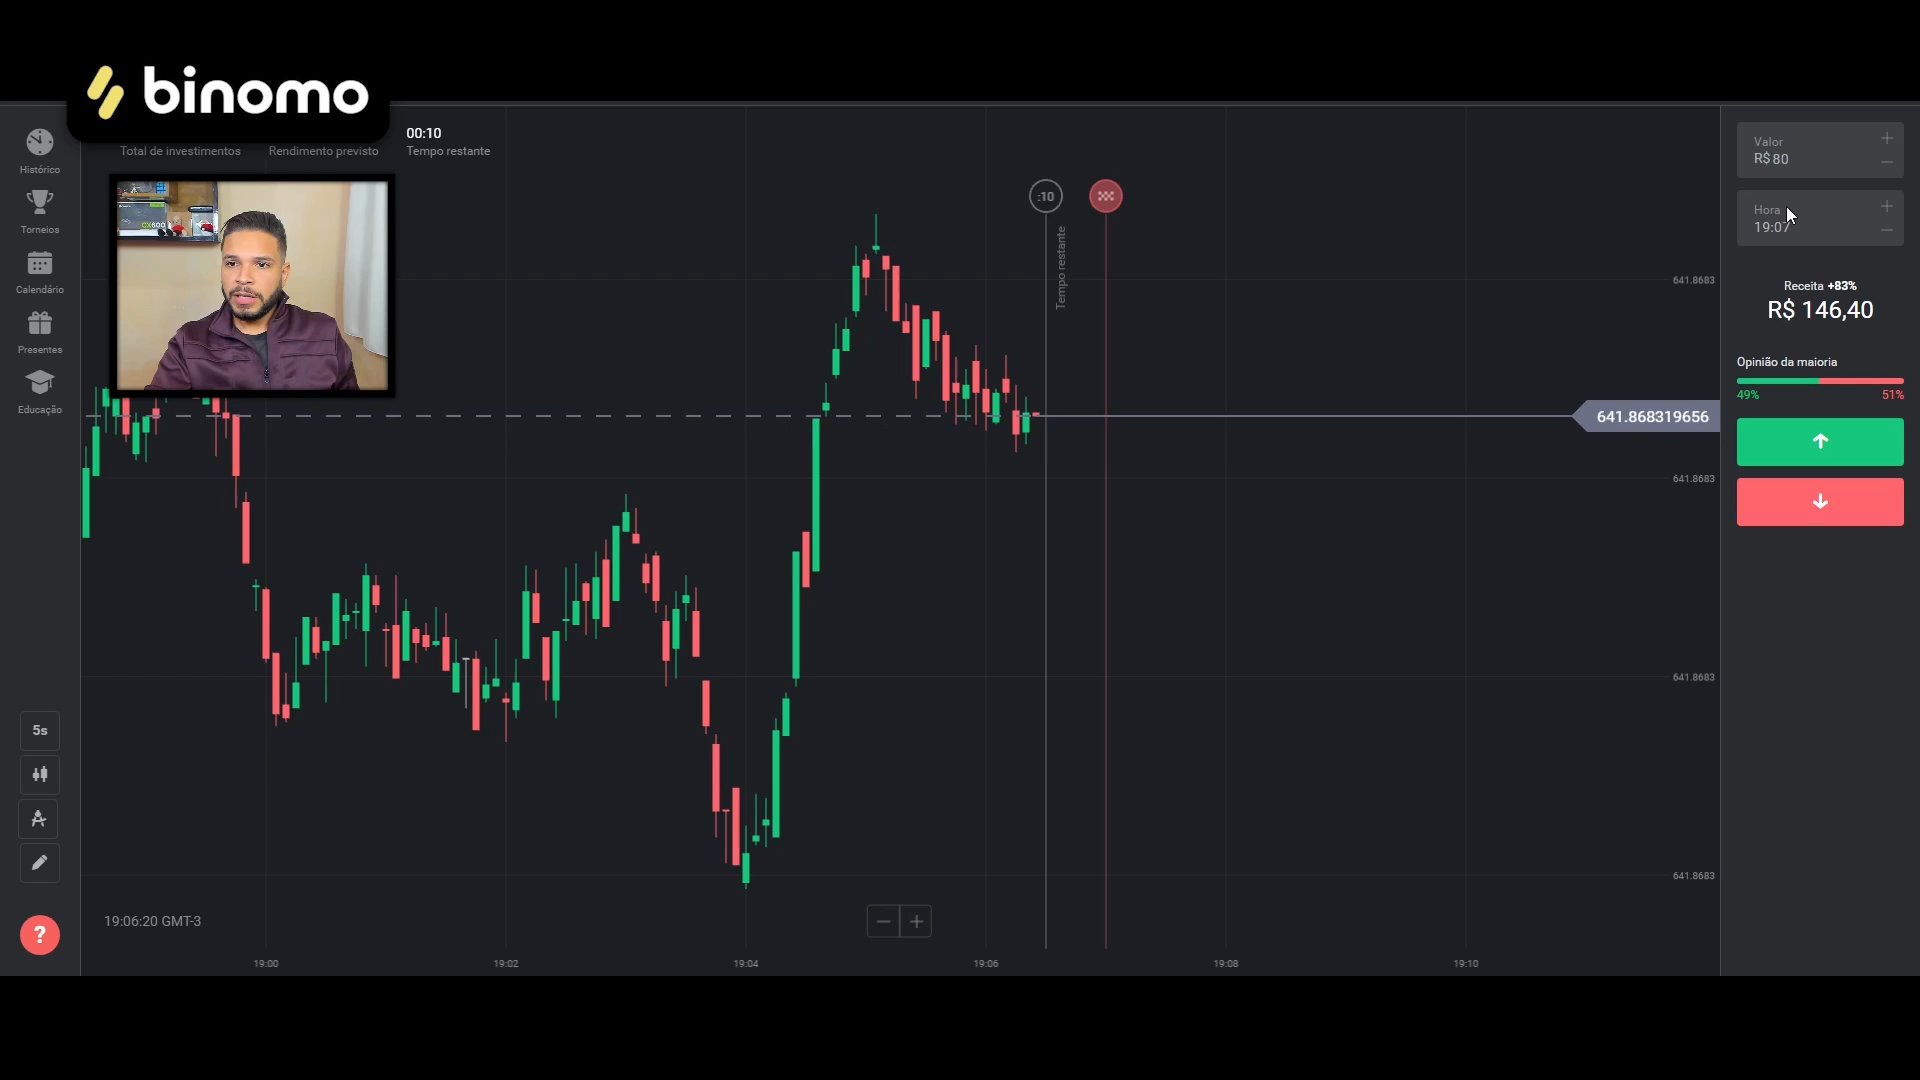 binomo
00:10
Total de investimentos
Rendimento previsto
Tempo restante
Histórico
Torneios
Calendário
Presentes
Educação
5s
?
:10
Tempo restante
641.8683
641.868319656
641.8683
641.8683
641.8683
19:06:20 GMT-3
19:00
19:02
19:04
19:06
19:08
19:10
Valor
R$80
Hora
19:07
Receita +83%
R$ 146,40
Opinião da maioria
49%
51%